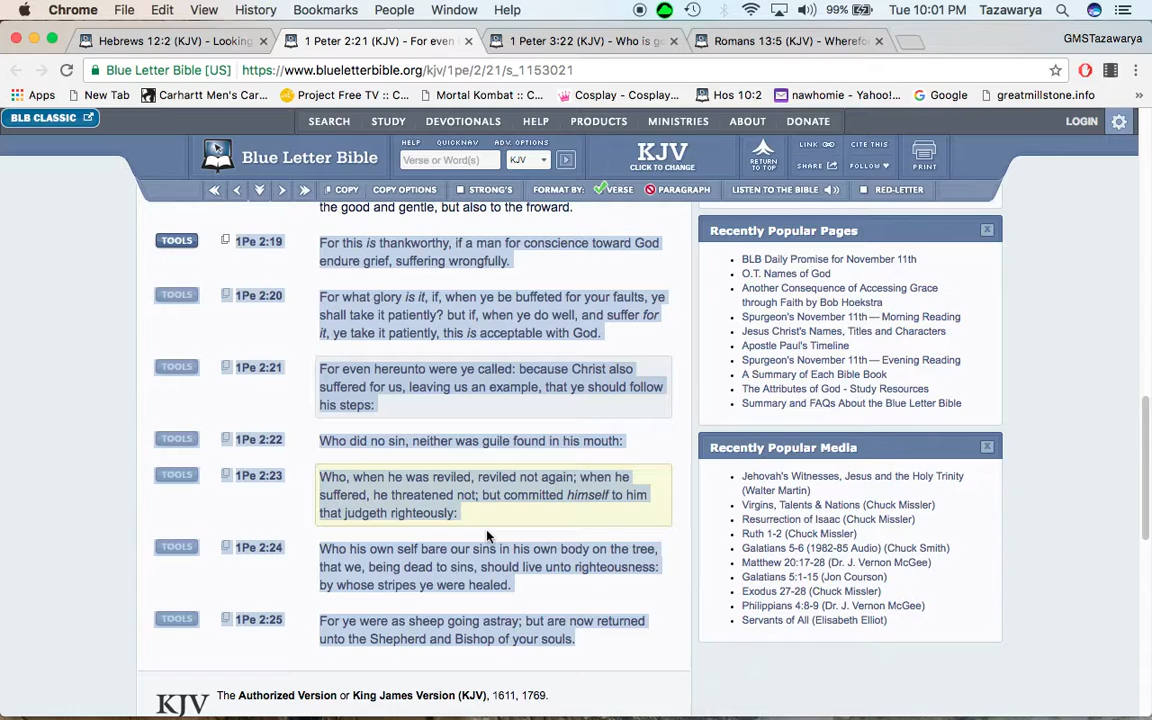 Chrome File Edit View History Bookmarks People Window Help 99% Tue 10:01 PM Tazawarya
Hebrews 12:2 (KJV) - Looking × 1 Peter 2:21 (KJV) - For even × 1 Peter 3:22 (KJV) - Who is go × Romans 13:5 (KJV) - Wherefo × GMSTazawarya
Blue Letter Bible [US] https://www.blueletterbible.org/kjv/1pe/2/21/s_1153021
Apps New Tab Carhartt Men's Car... Project Free TV :: C... Mortal Kombat :: C... Cosplay - Cosplay... Hos 10:2 nawhomie - Yahoo!... Google greatmillstone.info »
BLB CLASSIC SEARCH STUDY DEVOTIONALS HELP PRODUCTS MINISTRIES ABOUT DONATE LOGIN
Blue Letter Bible HELP QUICKNAV ADV. OPTIONS Verse or Word(s) KJV KJV CLICK TO CHANGE RETURN TO TOP LINK CITE THIS SHARE FOLLOW PRINT
COPY COPY OPTIONS STRONG'S FORMAT BY: VERSE PARAGRAPH LISTEN TO THE BIBLE RED-LETTER
the good and gentle, but also to the froward.
TOOLS 1Pe 2:19 For this is thankworthy, if a man for conscience toward God
endure grief, suffering wrongfully.
TOOLS 1Pe 2:20 For what glory is it, if, when ye be buffeted for your faults, ye
shall take it patiently? but if, when ye do well, and suffer for
it, ye take it patiently, this is acceptable with God.
TOOLS 1Pe 2:21 For even hereunto were ye called: because Christ also
suffered for us, leaving us an example, that ye should follow
his steps:
TOOLS 1Pe 2:22 Who did no sin, neither was guile found in his mouth:
TOOLS 1Pe 2:23 Who, when he was reviled, reviled not again; when he
suffered, he threatened not; but committed himself to him
that judgeth righteously:
TOOLS 1Pe 2:24 Who his own self bare our sins in his own body on the tree,
that we, being dead to sins, should live unto righteousness:
by whose stripes ye were healed.
TOOLS 1Pe 2:25 For ye were as sheep going astray; but are now returned
unto the Shepherd and Bishop of your souls.
KJV The Authorized Version or King James Version (KJV), 1611, 1769.
Recently Popular Pages
BLB Daily Promise for November 11th
O.T. Names of God
Another Consequence of Accessing Grace
through Faith by Bob Hoekstra
Spurgeon's November 11th — Morning Reading
Jesus Christ's Names, Titles and Characters
Apostle Paul's Timeline
Spurgeon's November 11th — Evening Reading
A Summary of Each Bible Book
The Attributes of God - Study Resources
Summary and FAQs About the Blue Letter Bible
Recently Popular Media
Jehovah's Witnesses, Jesus and the Holy Trinity
(Walter Martin)
Virgins, Talents & Nations (Chuck Missler)
Resurrection of Isaac (Chuck Missler)
Ruth 1-2 (Chuck Missler)
Galatians 5-6 (1982-85 Audio) (Chuck Smith)
Matthew 20:17-28 (Dr. J. Vernon McGee)
Galatians 5:1-15 (Jon Courson)
Exodus 27-28 (Chuck Missler)
Philippians 4:8-9 (Dr. J. Vernon McGee)
Servants of All (Elisabeth Elliot)